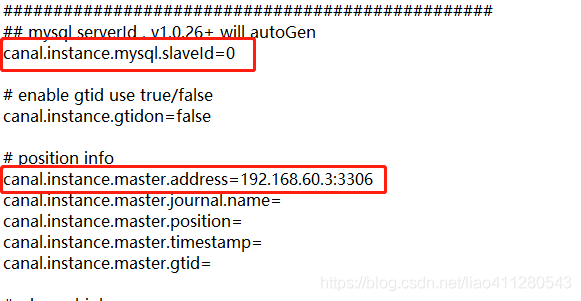 #################################################
## mysql serverId , v1.0.26+ will autoGen
canal.instance.mysql.slaveId=0
# enable gtid use true/false
canal.instance.gtidon=false
# position info
canal.instance.master.address=192.168.60.3:3306
canal.instance.master.journal.name=
canal.instance.master.position=
canal.instance.master.timestamp=
canal.instance.master.gtid=
https://blog.csdn.net/liao411280543